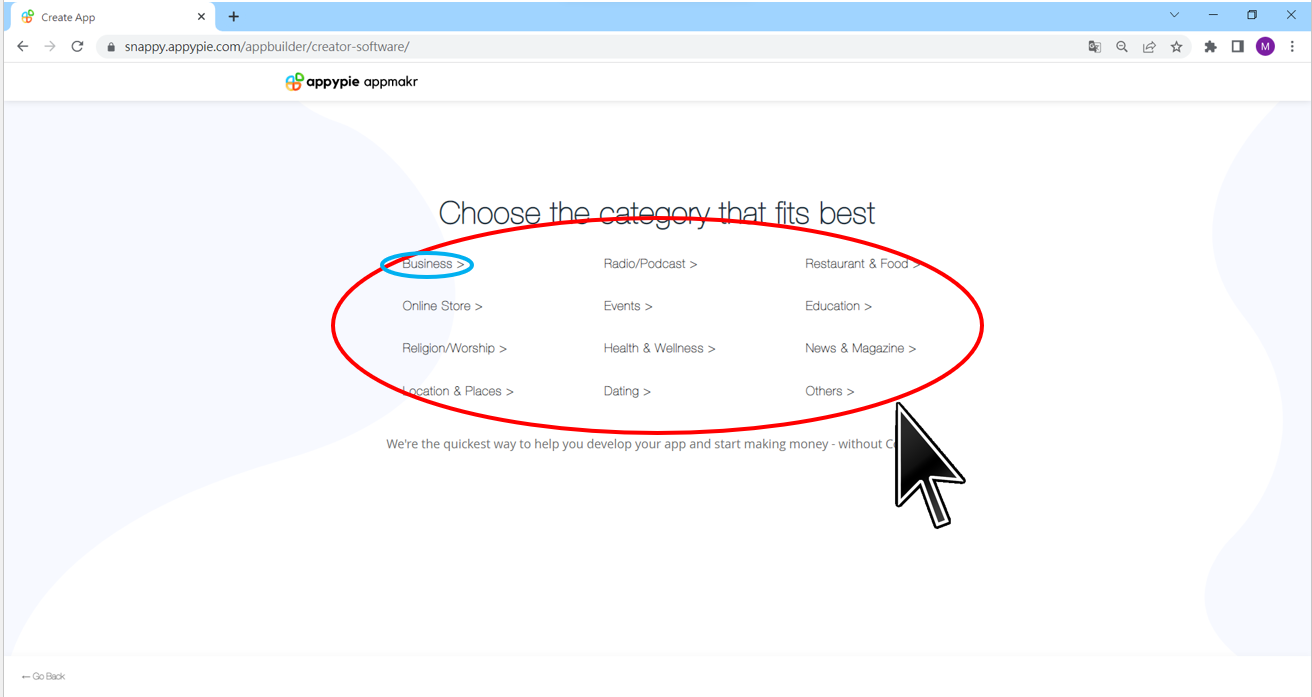 Create App
snappy.appypie.com/appbuilder/creator-software/
M
appypie appmakr
Choose the category that fits best
Business > Radio/Podcast > Restaurant & Food >
Online Store > Events > Education >
Religion/Worship > Health & Wellness > News & Magazine >
Location & Places > Dating > Others >
We're the quickest way to help you develop your app and start making money - without
← Go Back